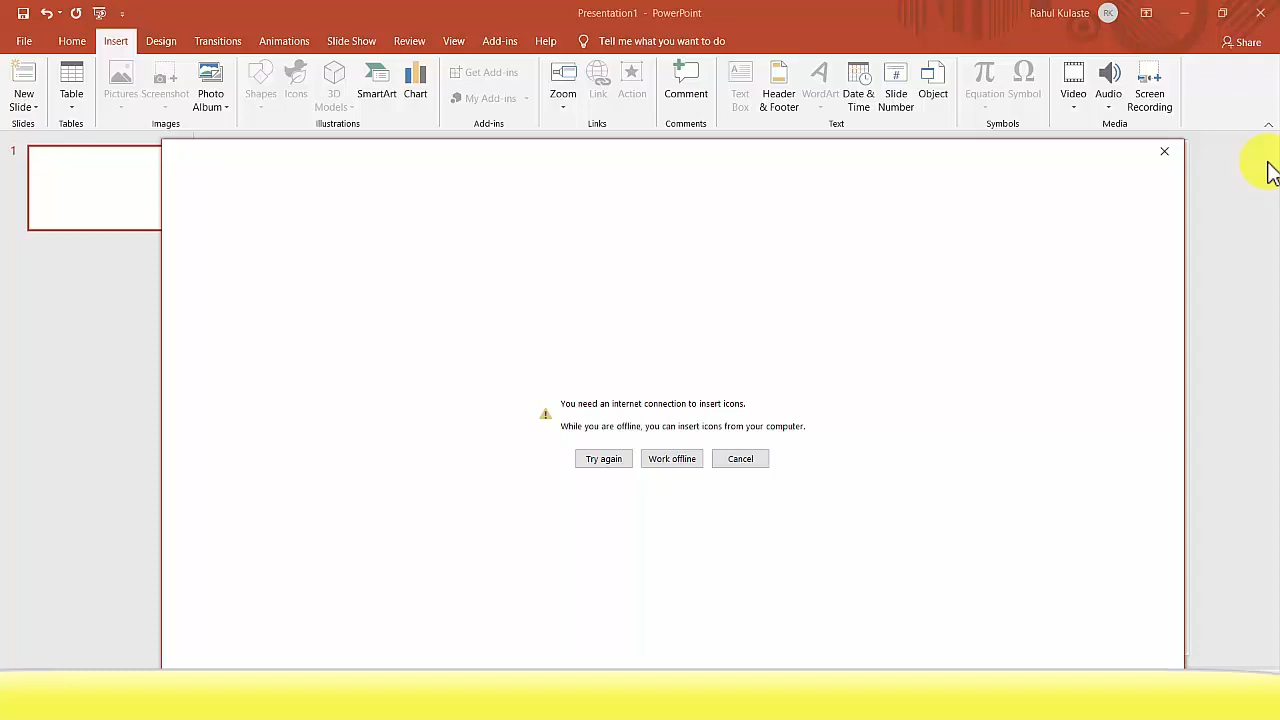 Presentation1 - PowerPoint
Rahul Kulaste RK
File Home Insert Design Transitions Animations Slide Show Review View Add-ins Help Tell me what you want to do Share
New Slide
Table
Pictures
Screenshot
Photo Album
Shapes
Icons
3D Models
SmartArt
Chart
Get Add-ins
My Add-ins
Zoom
Link
Action
Comment
Text Box
Header & Footer
WordArt
Date & Time
Slide Number
Object
Equation
Symbol
Video
Audio
Screen Recording
Slides Tables Images Illustrations Add-ins Links Comments Text Symbols Media
1
You need an internet connection to insert icons.
While you are offline, you can insert icons from your computer.
Try again Work offline Cancel